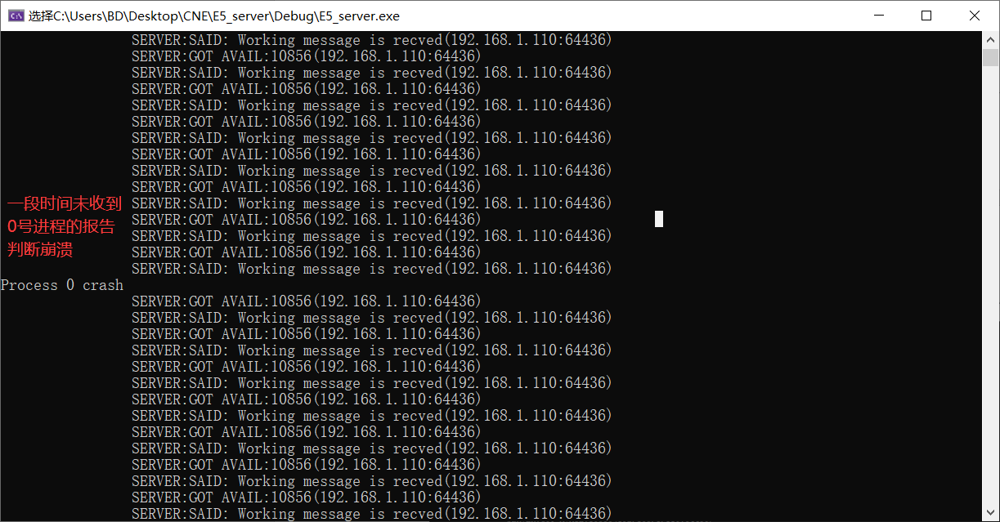 选择C:\Users\BD\Desktop\CNE\E5_server\Debug\E5_server.exe
SERVER:SAID: Working message is recved(192.168.1.110:64436)
SERVER:GOT AVAIL:10856(192.168.1.110:64436)
SERVER:SAID: Working message is recved(192.168.1.110:64436)
SERVER:GOT AVAIL:10856(192.168.1.110:64436)
SERVER:SAID: Working message is recved(192.168.1.110:64436)
SERVER:GOT AVAIL:10856(192.168.1.110:64436)
SERVER:SAID: Working message is recved(192.168.1.110:64436)
SERVER:GOT AVAIL:10856(192.168.1.110:64436)
SERVER:SAID: Working message is recved(192.168.1.110:64436)
SERVER:GOT AVAIL:10856(192.168.1.110:64436)
SERVER:SAID: Working message is recved(192.168.1.110:64436)
SERVER:GOT AVAIL:10856(192.168.1.110:64436)
SERVER:SAID: Working message is recved(192.168.1.110:64436)
SERVER:GOT AVAIL:10856(192.168.1.110:64436)
SERVER:SAID: Working message is recved(192.168.1.110:64436)
一段时间未收到
0号进程的报告
判断崩溃
Process 0 crash
SERVER:GOT AVAIL:10856(192.168.1.110:64436)
SERVER:SAID: Working message is recved(192.168.1.110:64436)
SERVER:GOT AVAIL:10856(192.168.1.110:64436)
SERVER:SAID: Working message is recved(192.168.1.110:64436)
SERVER:GOT AVAIL:10856(192.168.1.110:64436)
SERVER:SAID: Working message is recved(192.168.1.110:64436)
SERVER:GOT AVAIL:10856(192.168.1.110:64436)
SERVER:SAID: Working message is recved(192.168.1.110:64436)
SERVER:GOT AVAIL:10856(192.168.1.110:64436)
SERVER:SAID: Working message is recved(192.168.1.110:64436)
SERVER:GOT AVAIL:10856(192.168.1.110:64436)
SERVER:SAID: Working message is recved(192.168.1.110:64436)
SERVER:GOT AVAIL:10856(192.168.1.110:64436)
SERVER:SAID: Working message is recved(192.168.1.110:64436)